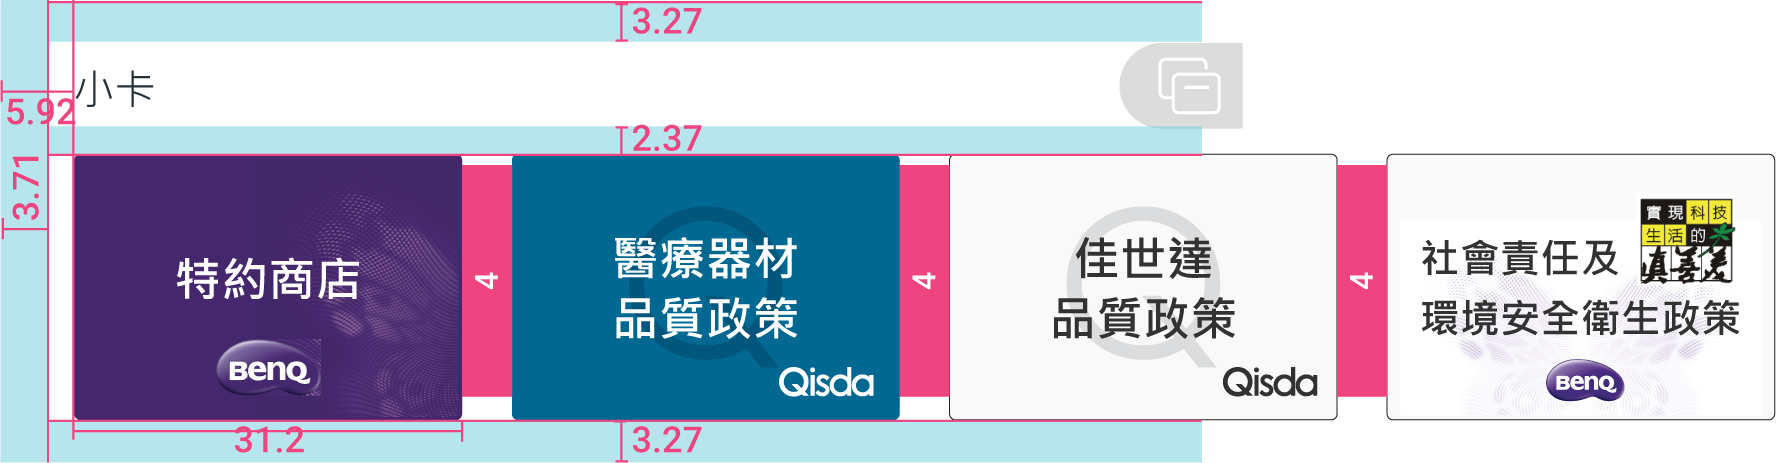 3.27
小卡
5.92
2.37
3.71
特約商店
BenQ
4
醫療器材
品質政策
Qisda
4
佳世達
品質政策
Qisda
4
實現科技
生活的
真善美
社會責任及
環境安全衛生政策
BenQ
31.2
3.27